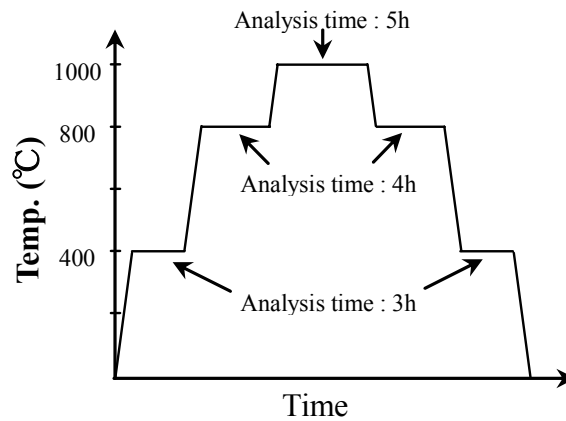 Analysis time : 5h
1000
800
Analysis time : 4h
400
Analysis time : 3h
Temp. (℃)
Time